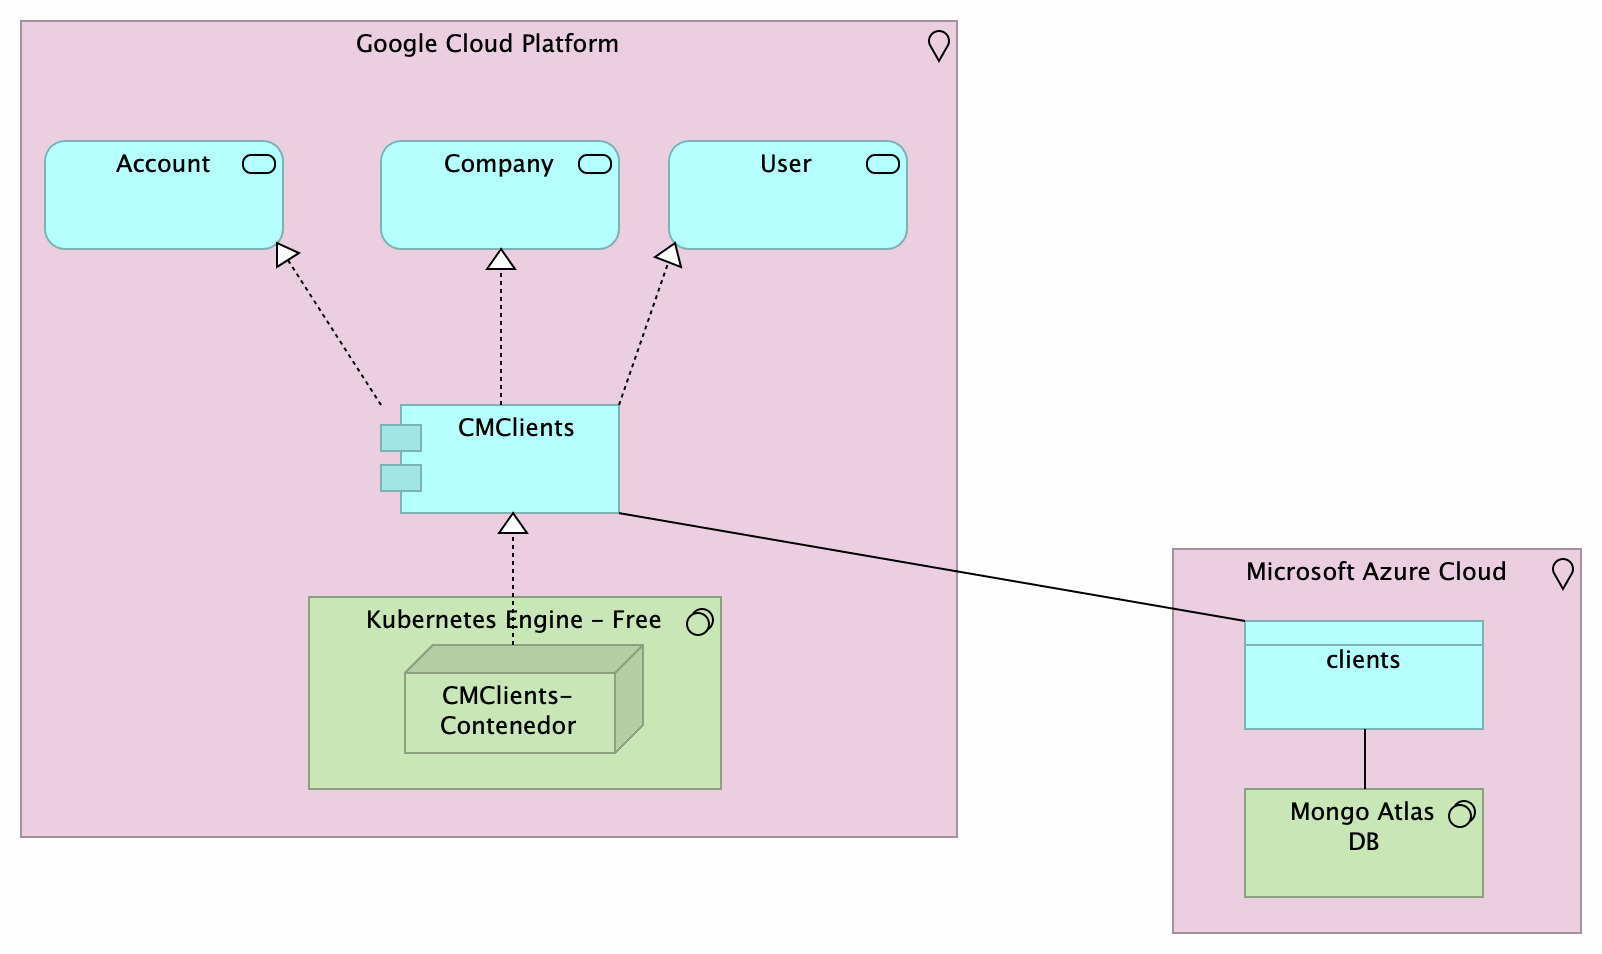 Google Cloud Platform
Account
Company
User
CMClients
Kubernetes Engine – Free
CMClients–
Contenedor
Microsoft Azure Cloud
clients
Mongo Atlas
DB